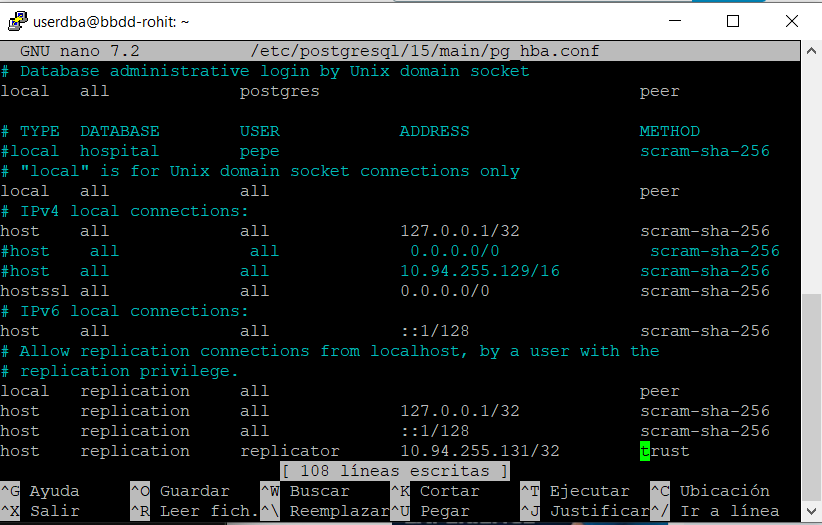 userdba@bbdd-rohit: ~
GNU nano 7.2 /etc/postgresql/15/main/pg_hba.conf
# Database administrative login by Unix domain socket
local all postgres peer
# TYPE DATABASE USER ADDRESS METHOD
#local hospital pepe scram-sha-256
# "local" is for Unix domain socket connections only
local all all peer
# IPv4 local connections:
host all all 127.0.0.1/32 scram-sha-256
#host all all 0.0.0.0/0 scram-sha-256
#host all all 10.94.255.129/16 scram-sha-256
hostssl all all 0.0.0.0/0 scram-sha-256
# IPv6 local connections:
host all all ::1/128 scram-sha-256
# Allow replication connections from localhost, by a user with the
# replication privilege.
local replication all peer
host replication all 127.0.0.1/32 scram-sha-256
host replication all ::1/128 scram-sha-256
host replication replicator 10.94.255.131/32 trust
[ 108 líneas escritas ]
^G Ayuda ^O Guardar ^W Buscar ^K Cortar ^T Ejecutar ^C Ubicación
^X Salir ^R Leer fich. ^\ Reemplazar ^U Pegar ^J Justificar ^/ Ir a línea